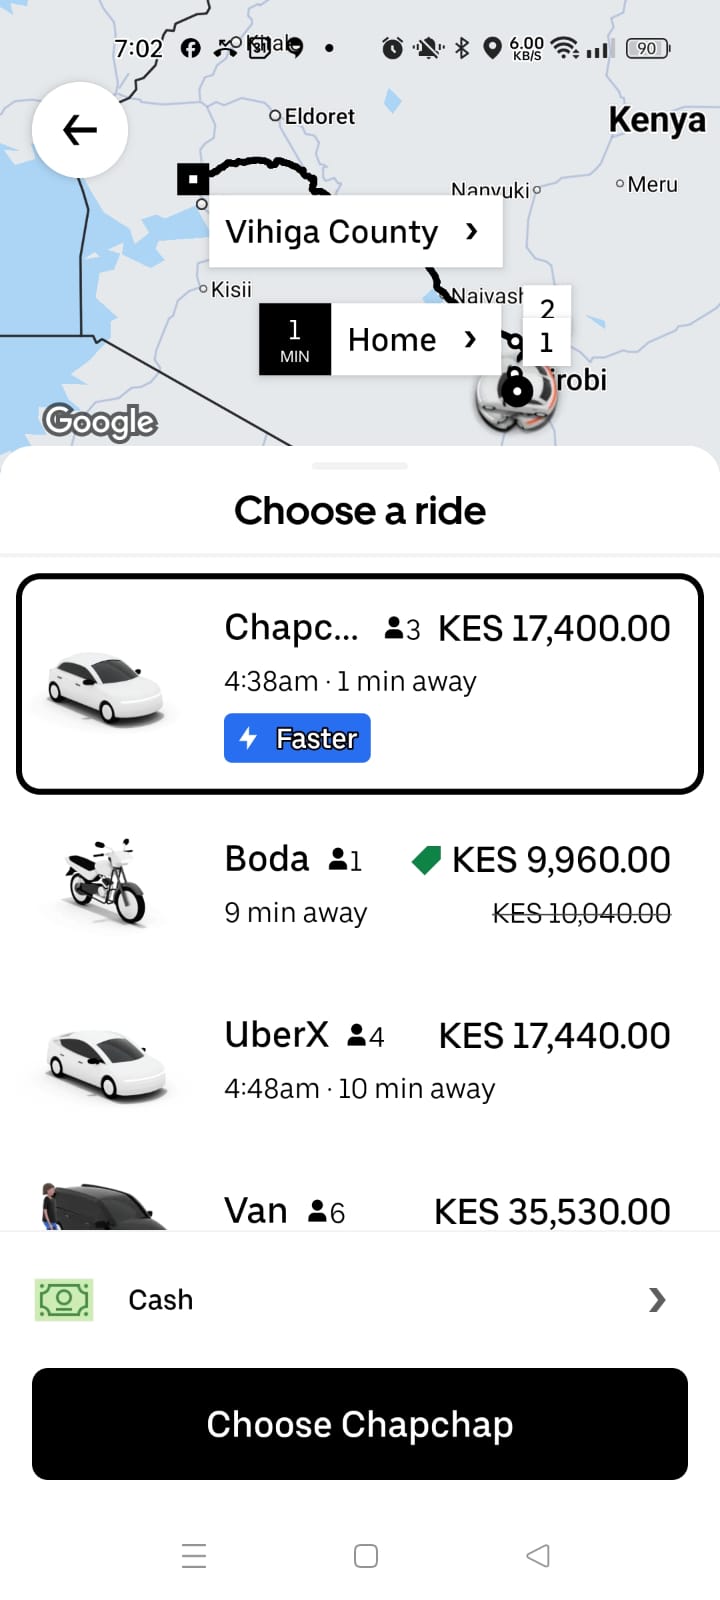 7:02
6.00
KB/S
90
Eldoret
Kenya
Nanyuki
Meru
Vihiga County
Kisii
2
1
MIN
Home
1
Google
Choose a ride
Chapc... 3 KES 17,400.00
4:38am · 1 min away
Faster
Boda 1 KES 9,960.00
9 min away KES 10,040.00
UberX 4 KES 17,440.00
4:48am · 10 min away
Van 6 KES 35,530.00
Cash
Choose Chapchap